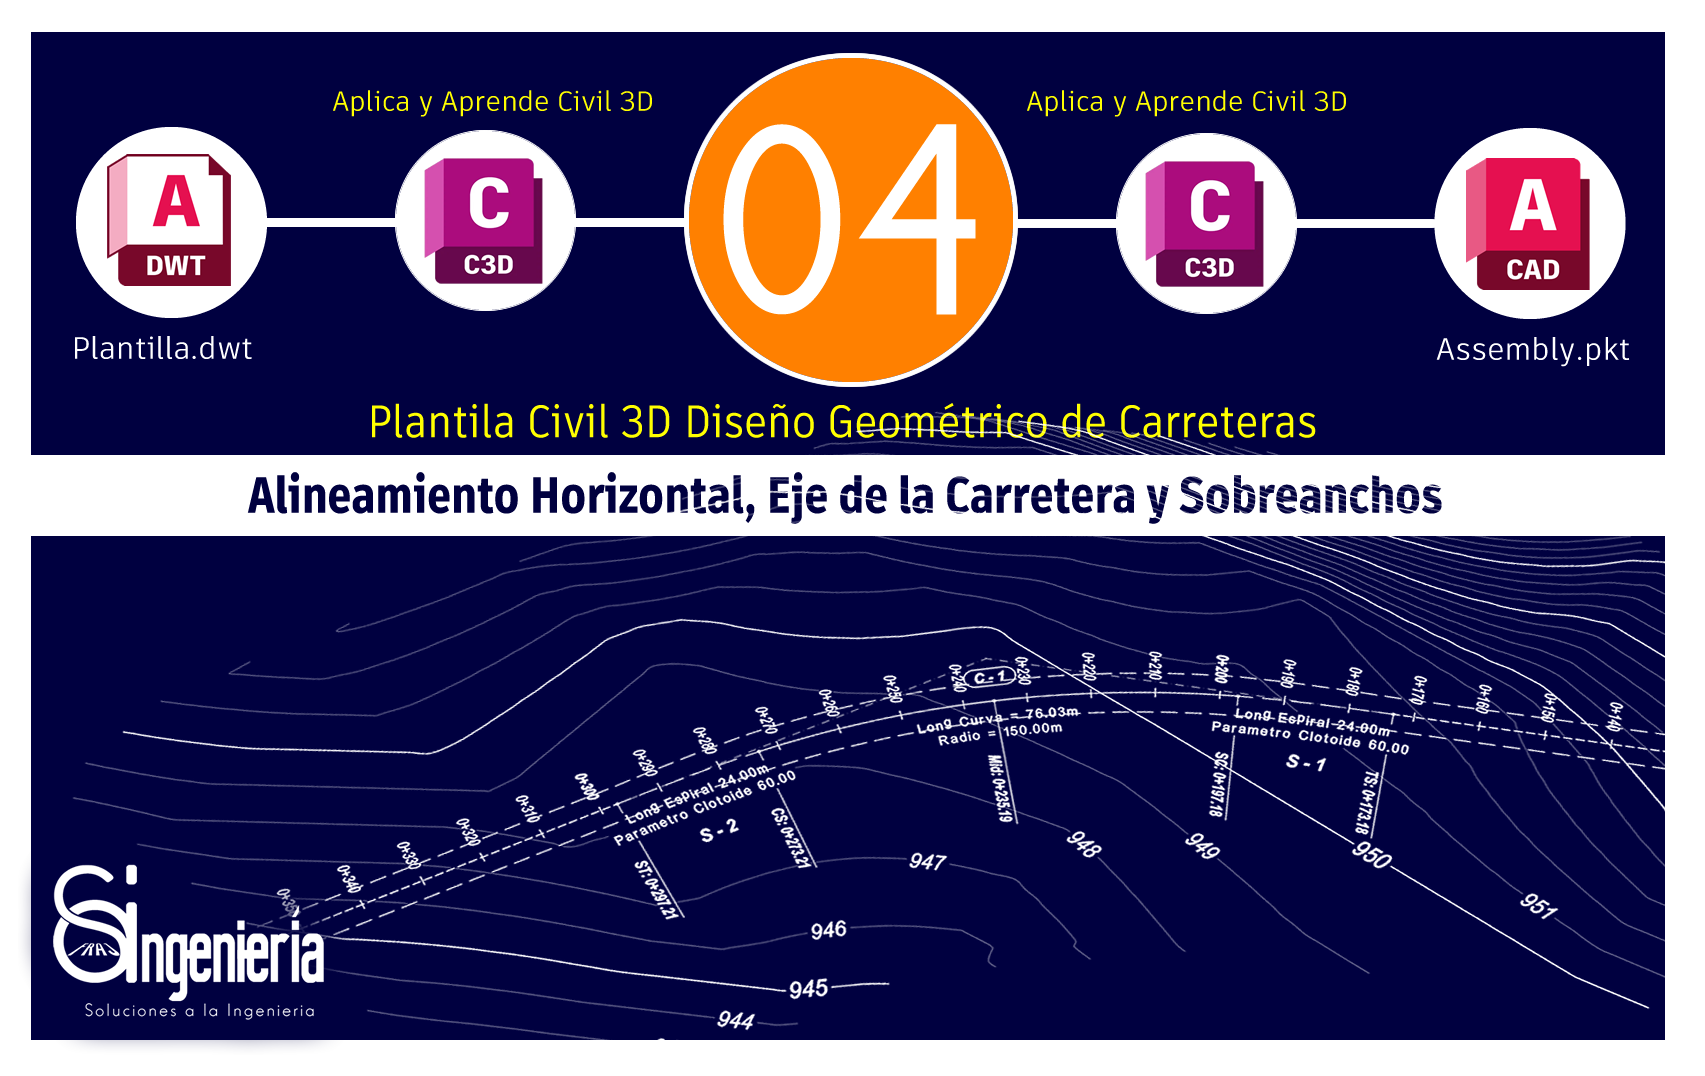 Aplica y Aprende Civil 3D
Aplica y Aprende Civil 3D
04
A
DWT
C
C3D
C
C3D
A
CAD
Plantilla.dwt
Assembly.pkt
Plantila Civil 3D Diseño Geométrico de Carreteras
Alineamiento Horizontal, Eje de la Carretera y Sobreanchos
C-1
0+140
0+150
0+160
0+170
0+180
0+190
0+200
0+210
0+220
0+230
0+240
0+250
0+260
0+270
0+280
0+290
0+300
0+310
0+320
0+330
0+340
Long Curva = 76.03m
Radio = 150.00m
Long EsPiral 24.00m
Parametro Clotoide 60.00
S-1
Long EsPiral 24.00m
Parametro Clotoide 60.00
S-2
TS: 0+173.18
SC: 0+197.18
Mid: 0+235.19
CS: 0+273.21
ST: 0+297.21
951
950
949
948
947
946
945
944
Si
Ingenieria
Soluciones a la Ingenieria